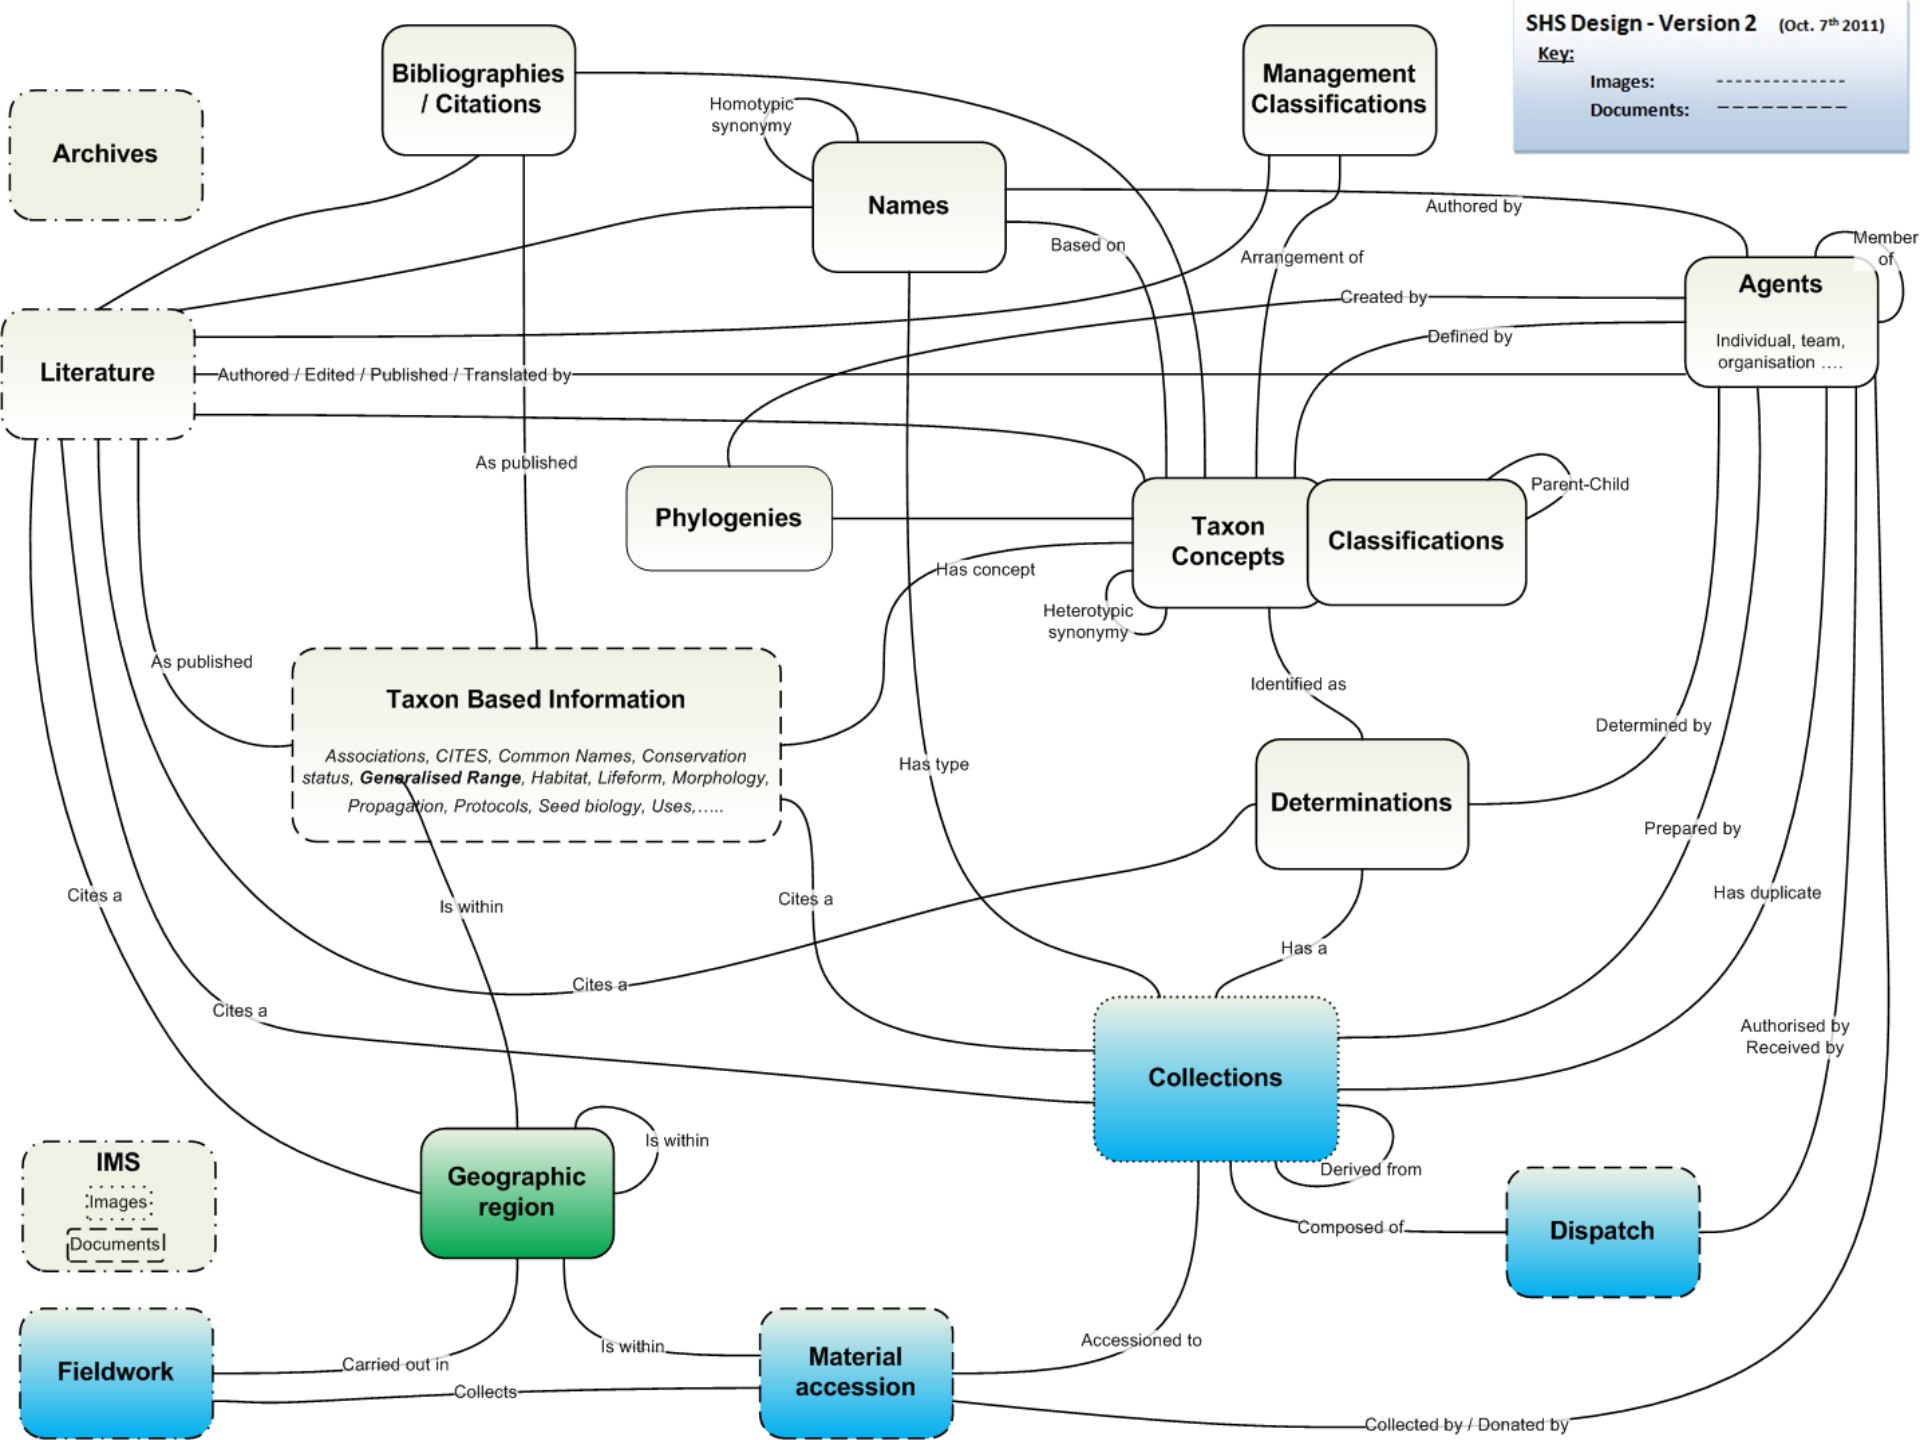 SHS Design - Version 2 (Oct. 7th 2011)
Key:
Images:
Documents:
Bibliographies
/ Citations
Management
Classifications
Archives
Homotypic
synonymy
Names
Authored by
Based on
Arrangement of
Member
of
Agents
Individual, team,
organisation ....
Created by
Defined by
Literature
Authored / Edited / Published / Translated by
As published
Phylogenies
Taxon
Concepts
Classifications
Parent-Child
Has concept
Heterotypic
synonymy
As published
Identified as
Taxon Based Information
Associations, CITES, Common Names, Conservation
status, Generalised Range, Habitat, Lifeform, Morphology,
Propagation, Protocols, Seed biology, Uses,.....
Has type
Determined by
Determinations
Prepared by
Cites a
Is within
Cites a
Has duplicate
Has a
Cites a
Cites a
Authorised by
Received by
Collections
Is within
Geographic
region
Derived from
IMS
Images
Documents
Composed of
Dispatch
Fieldwork
Carried out in
Is within
Material
accession
Accessioned to
Collects
Collected by / Donated by